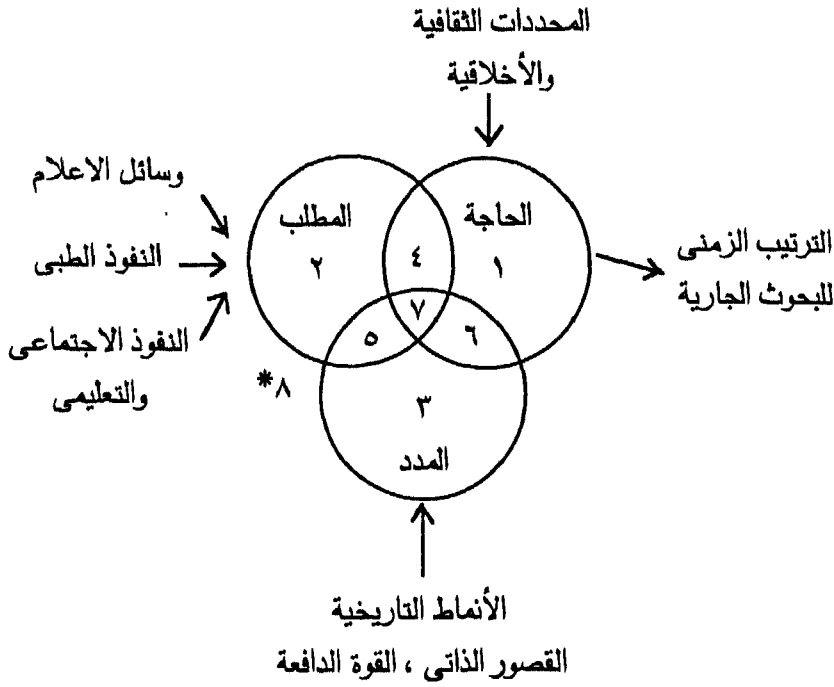 المحددات الثقافية
والأخلاقية
وسائل الاعلام
المطلب
الحاجة
٢
٤
١
النفوذ الطبى
الترتيب الزمنى
للبحوث الجارية
٧
٥
٦
النفوذ الاجتماعى
والتعليمى
*٨
٣
المدد
الأنماط التاريخية
القصور الذاتى ، القوة الدافعة